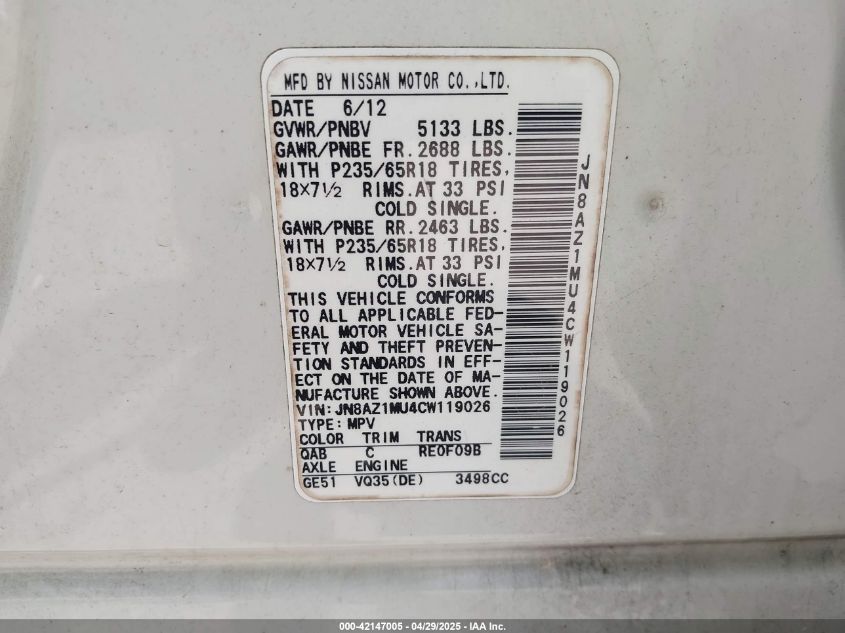 MFD BY NISSAN MOTOR CO.,LTD.
DATE 6/12
GVWR/PNBV 5133 LBS.
GAWR/PNBE FR. 2688 LBS.
WITH P235/65R18 TIRES,
18×7½ RIMS. AT 33 PSI
COLD SINGLE.
GAWR/PNBE RR. 2463 LBS.
WITH P235/65R18 TIRES,
18×7½ RIMS. AT 33 PSI
COLD SINGLE.
THIS VEHICLE CONFORMS
TO ALL APPLICABLE FED-
ERAL MOTOR VEHICLE SA-
FETY AND THEFT PREVEN-
TION STANDARDS IN EFF-
ECT ON THE DATE OF MA-
NUFACTURE SHOWN ABOVE.
VIN: JN8AZ1MU4CW119026
TYPE: MPV
COLOR TRIM TRANS
QAB C RE0F09B
AXLE ENGINE
GE51 VQ35(DE) 3498CC
JN8AZ1MU4CW119026
000-42147005 - 04/29/2025 - IAA Inc.